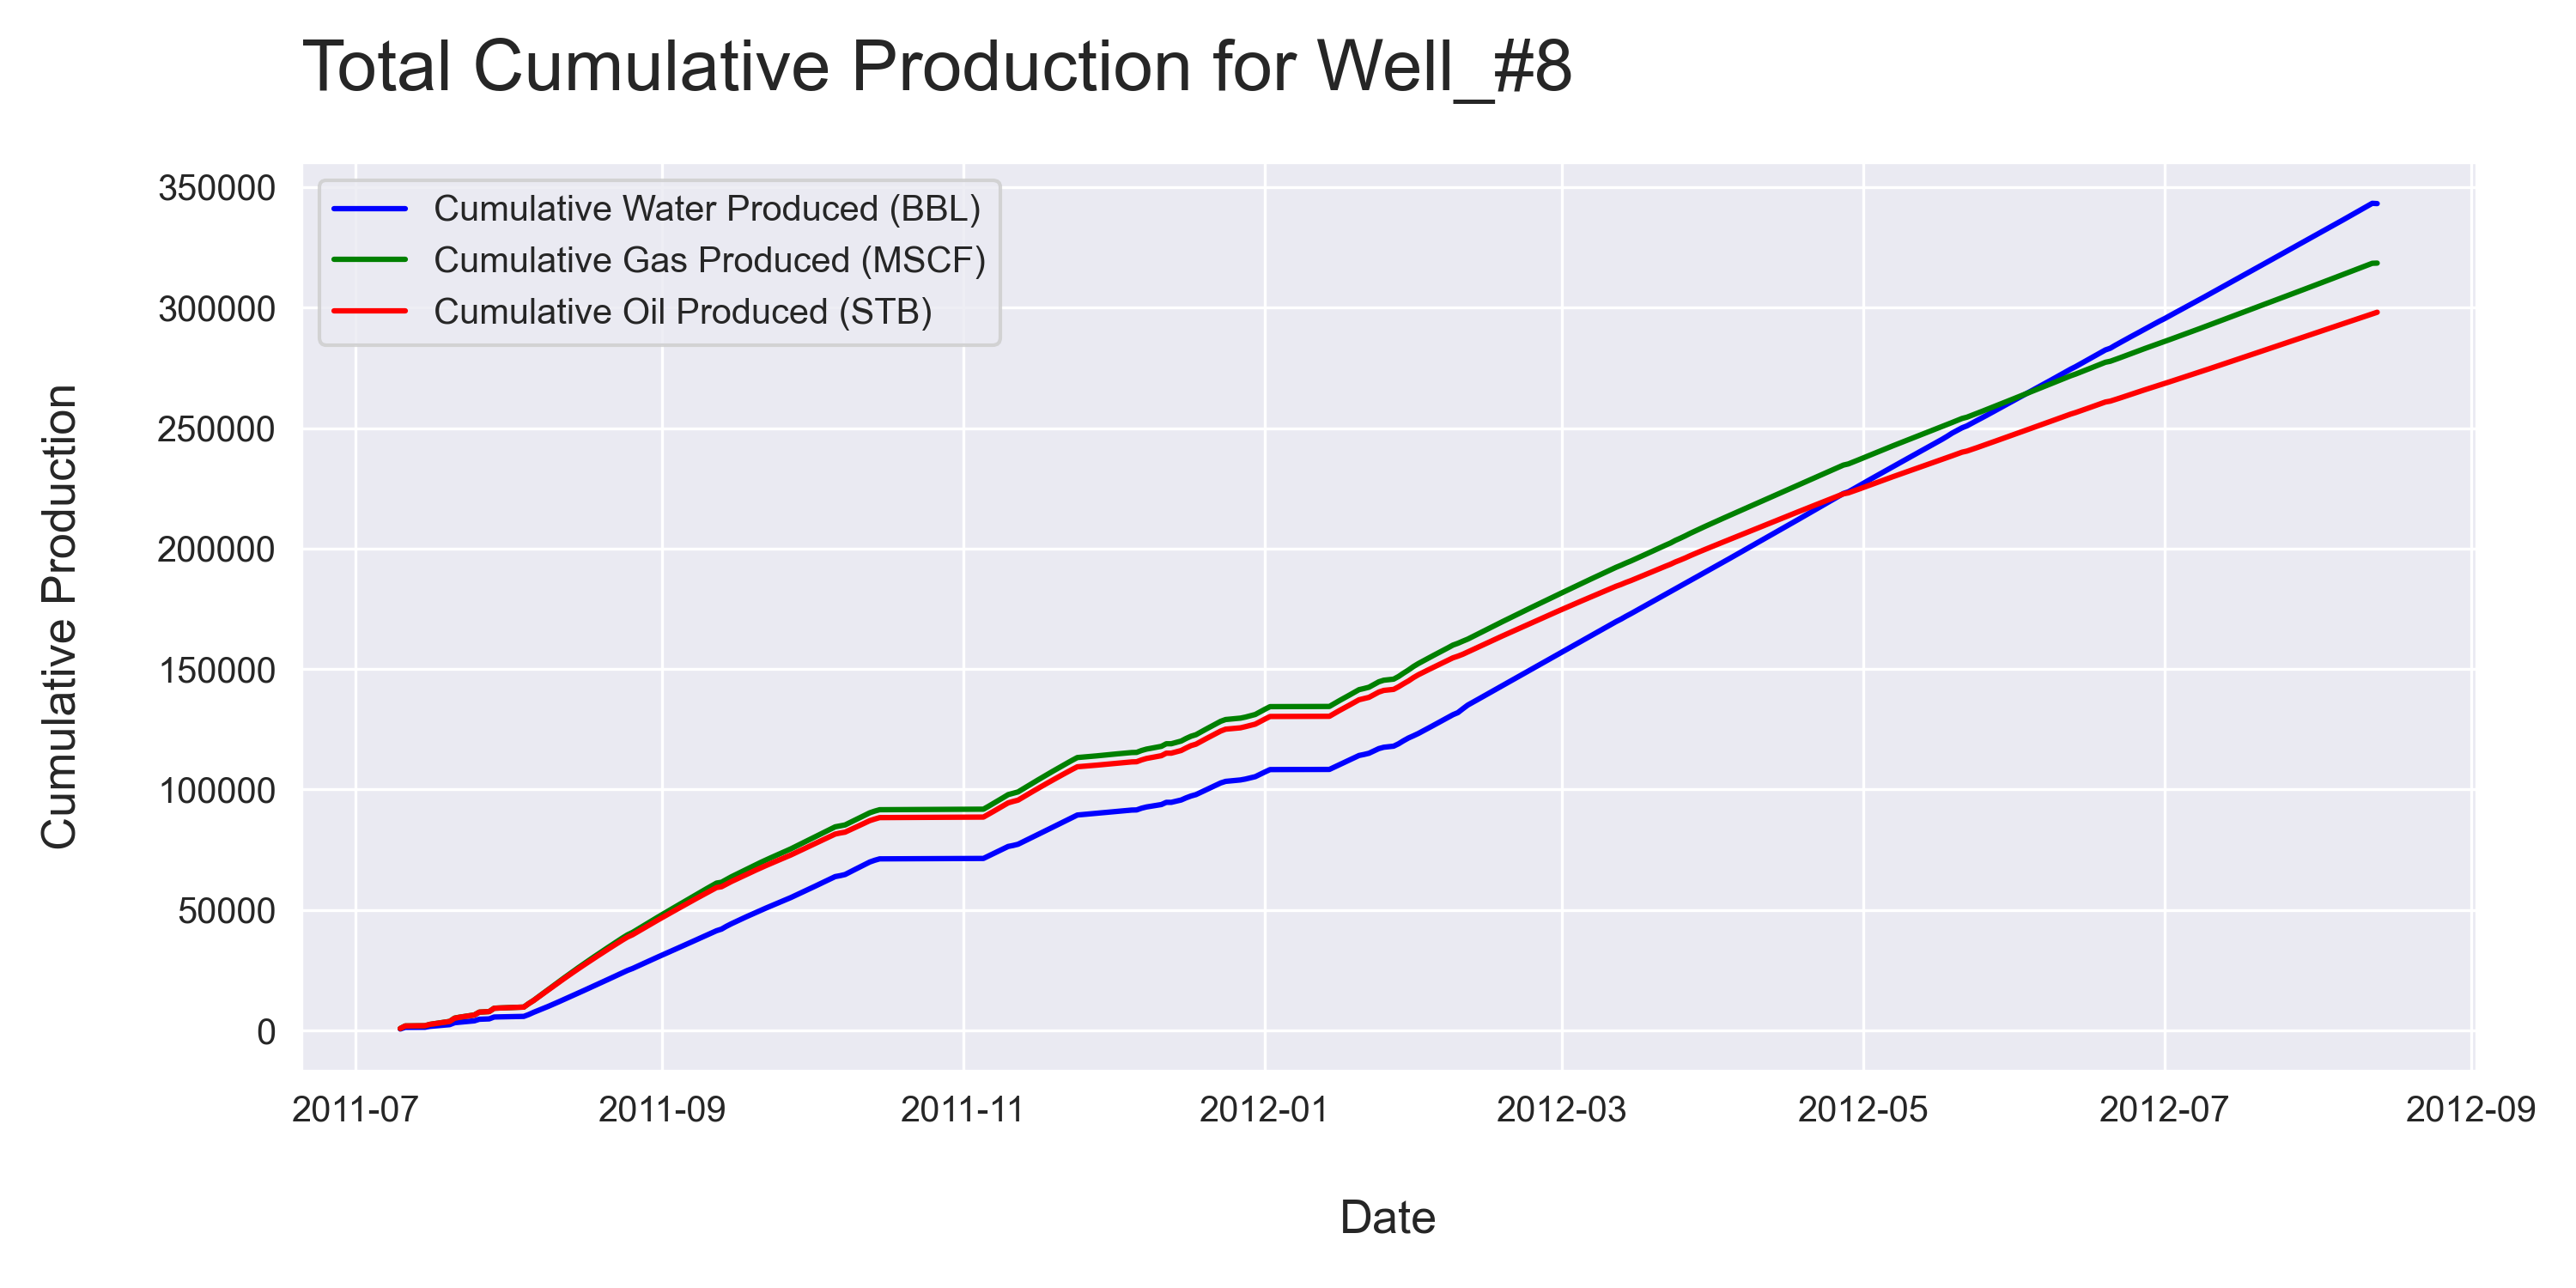 Total Cumulative Production for Well_#8
Cumulative Water Produced (BBL)
Cumulative Gas Produced (MSCF)
Cumulative Oil Produced (STB)
Cumulative Production
350000
300000
250000
200000
150000
100000
50000
0
2011-07 2011-09 2011-11 2012-01 2012-03 2012-05 2012-07 2012-09
Date